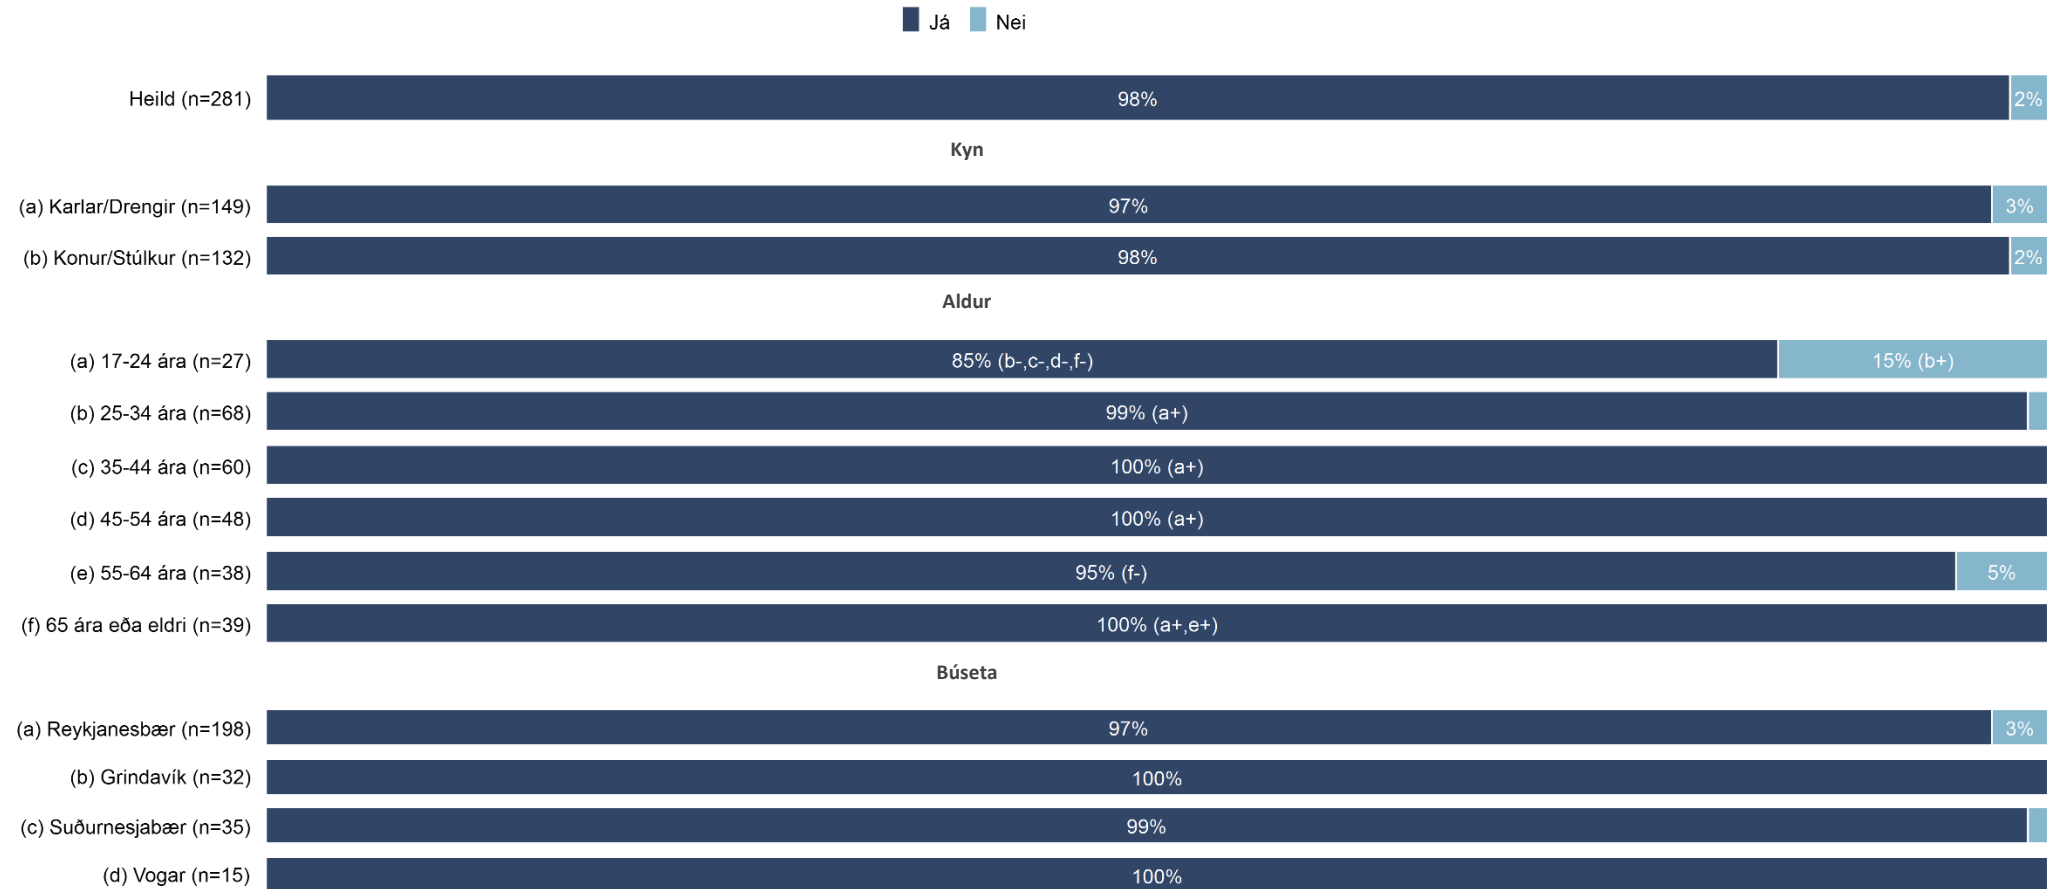 Já Nei
Heild (n=281) 98% 2%
Kyn
(a) Karlar/Drengir (n=149) 97% 3%
(b) Konur/Stúlkur (n=132) 98% 2%
Aldur
(a) 17-24 ára (n=27) 85% (b-,c-,d-,f-) 15% (b+)
(b) 25-34 ára (n=68) 99% (a+)
(c) 35-44 ára (n=60) 100% (a+)
(d) 45-54 ára (n=48) 100% (a+)
(e) 55-64 ára (n=38) 95% (f-) 5%
(f) 65 ára eða eldri (n=39) 100% (a+,e+)
Búseta
(a) Reykjanesbær (n=198) 97% 3%
(b) Grindavík (n=32) 100%
(c) Suðurnesjabær (n=35) 99%
(d) Vogar (n=15) 100%